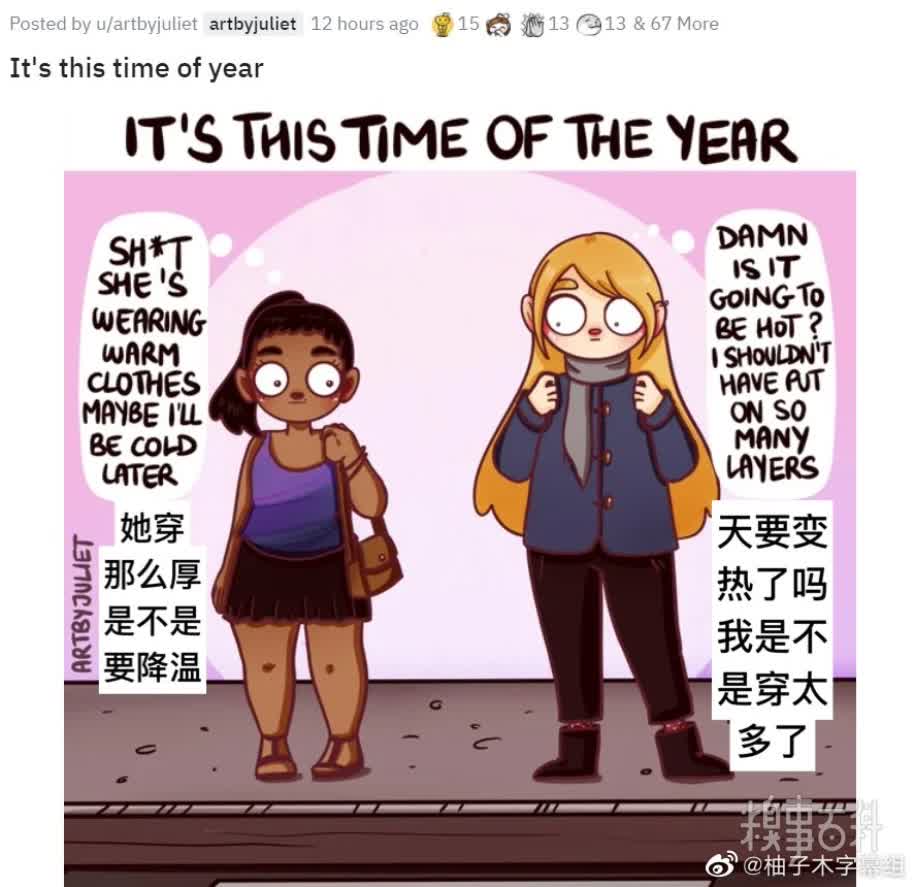 Posted by u/artbyjuliet artbyjuliet 12 hours ago 15 13 13 & 67 More
It's this time of year
IT'S THIS TIME OF THE YEAR
SH*T
SHE'S
WEARING
WARM
CLOTHES
MAYBE I'LL
BE COLD
LATER
她穿
那么厚
是不是
要降温
DAMN
IS IT
GOING TO
BE HOT?
I SHOULDN'T
HAVE PUT
ON SO
MANY
LAYERS
天要变
热了吗
我是不
是穿太
多了
ARTBYJULIET
糗事百科
@柚子木字幕组